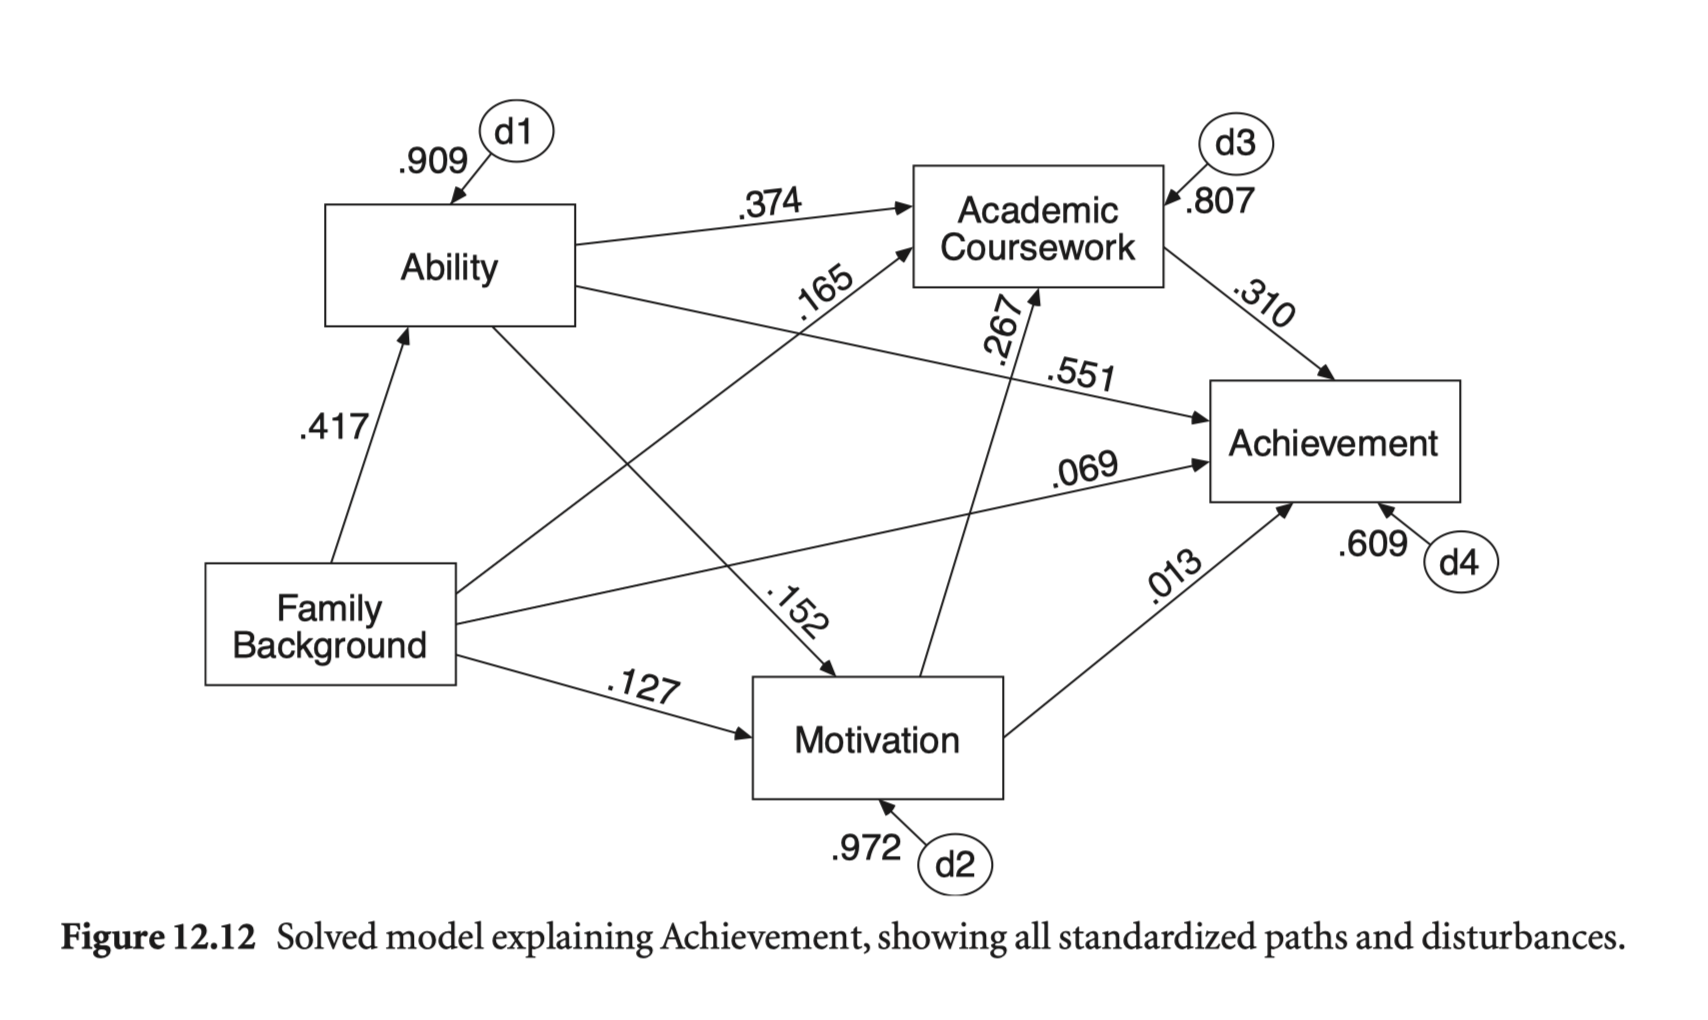 d1
.909
d3
.807
Academic
Coursework
.374
Ability
.165
.267
.310
.551
.417
Achievement
.069
.609
d4
.013
Family
Background
.152
.127
Motivation
.972
d2
Figure 12.12 Solved model explaining Achievement, showing all standardized paths and disturbances.